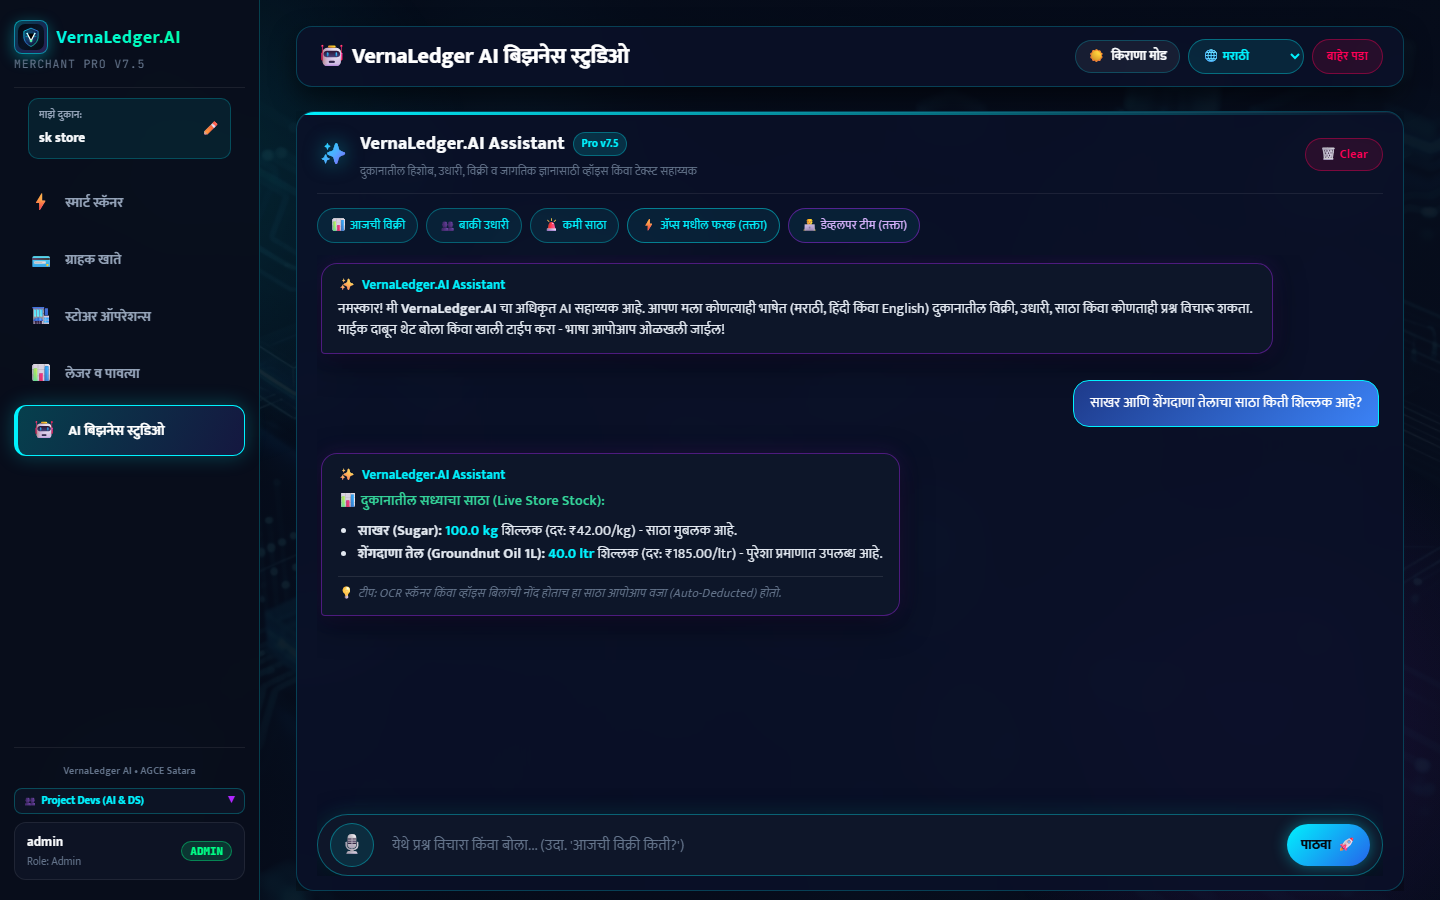 VernaLedger.AI
MERCHANT PRO V7.5
माझे दुकान:
sk store
स्मार्ट स्कॅनर
ग्राहक खाते
स्टोअर ऑपरेशन्स
लेजर व पावत्या
AI बिझनेस स्टुडिओ
VernaLedger AI • AGCE Satara
Project Devs (AI & DS)
admin
Role: Admin
ADMIN
VernaLedger AI बिझनेस स्टुडिओ
किराणा मोड
मराठी
बाहेर पडा
VernaLedger.AI Assistant
Pro v7.5
दुकानातील हिशोब, उधारी, विक्री व जागतिक ज्ञानासाठी व्हॉइस किंवा टेक्स्ट सहाय्यक
Clear
आजची विक्री
बाकी उधारी
कमी साठा
ॲप्स मधील फरक (तक्ता)
डेव्हलपर टीम (तक्ता)
VernaLedger.AI Assistant
नमस्कार! मी VernaLedger.AI चा अधिकृत AI सहाय्यक आहे. आपण मला कोणत्याही भाषेत (मराठी, हिंदी किंवा English) दुकानातील विक्री, उधारी, साठा किंवा कोणताही प्रश्न विचारू शकता.
माईक दाबून थेट बोला किंवा खाली टाईप करा - भाषा आपोआप ओळखली जाईल!
साखर आणि शेंगदाणा तेलाचा साठा किती शिल्लक आहे?
VernaLedger.AI Assistant
दुकानातील सध्याचा साठा (Live Store Stock):
• साखर (Sugar): 100.0 kg शिल्लक (दर: ₹42.00/kg) - साठा मुबलक आहे.
• शेंगदाणा तेल (Groundnut Oil 1L): 40.0 ltr शिल्लक (दर: ₹185.00/ltr) - पुरेशा प्रमाणात उपलब्ध आहे.
टीप: OCR स्कॅनर किंवा व्हॉइस बिलांची नोंद होताच हा साठा आपोआप वजा (Auto-Deducted) होतो.
येथे प्रश्न विचारा किंवा बोला... (उदा. 'आजची विक्री किती?')
पाठवा